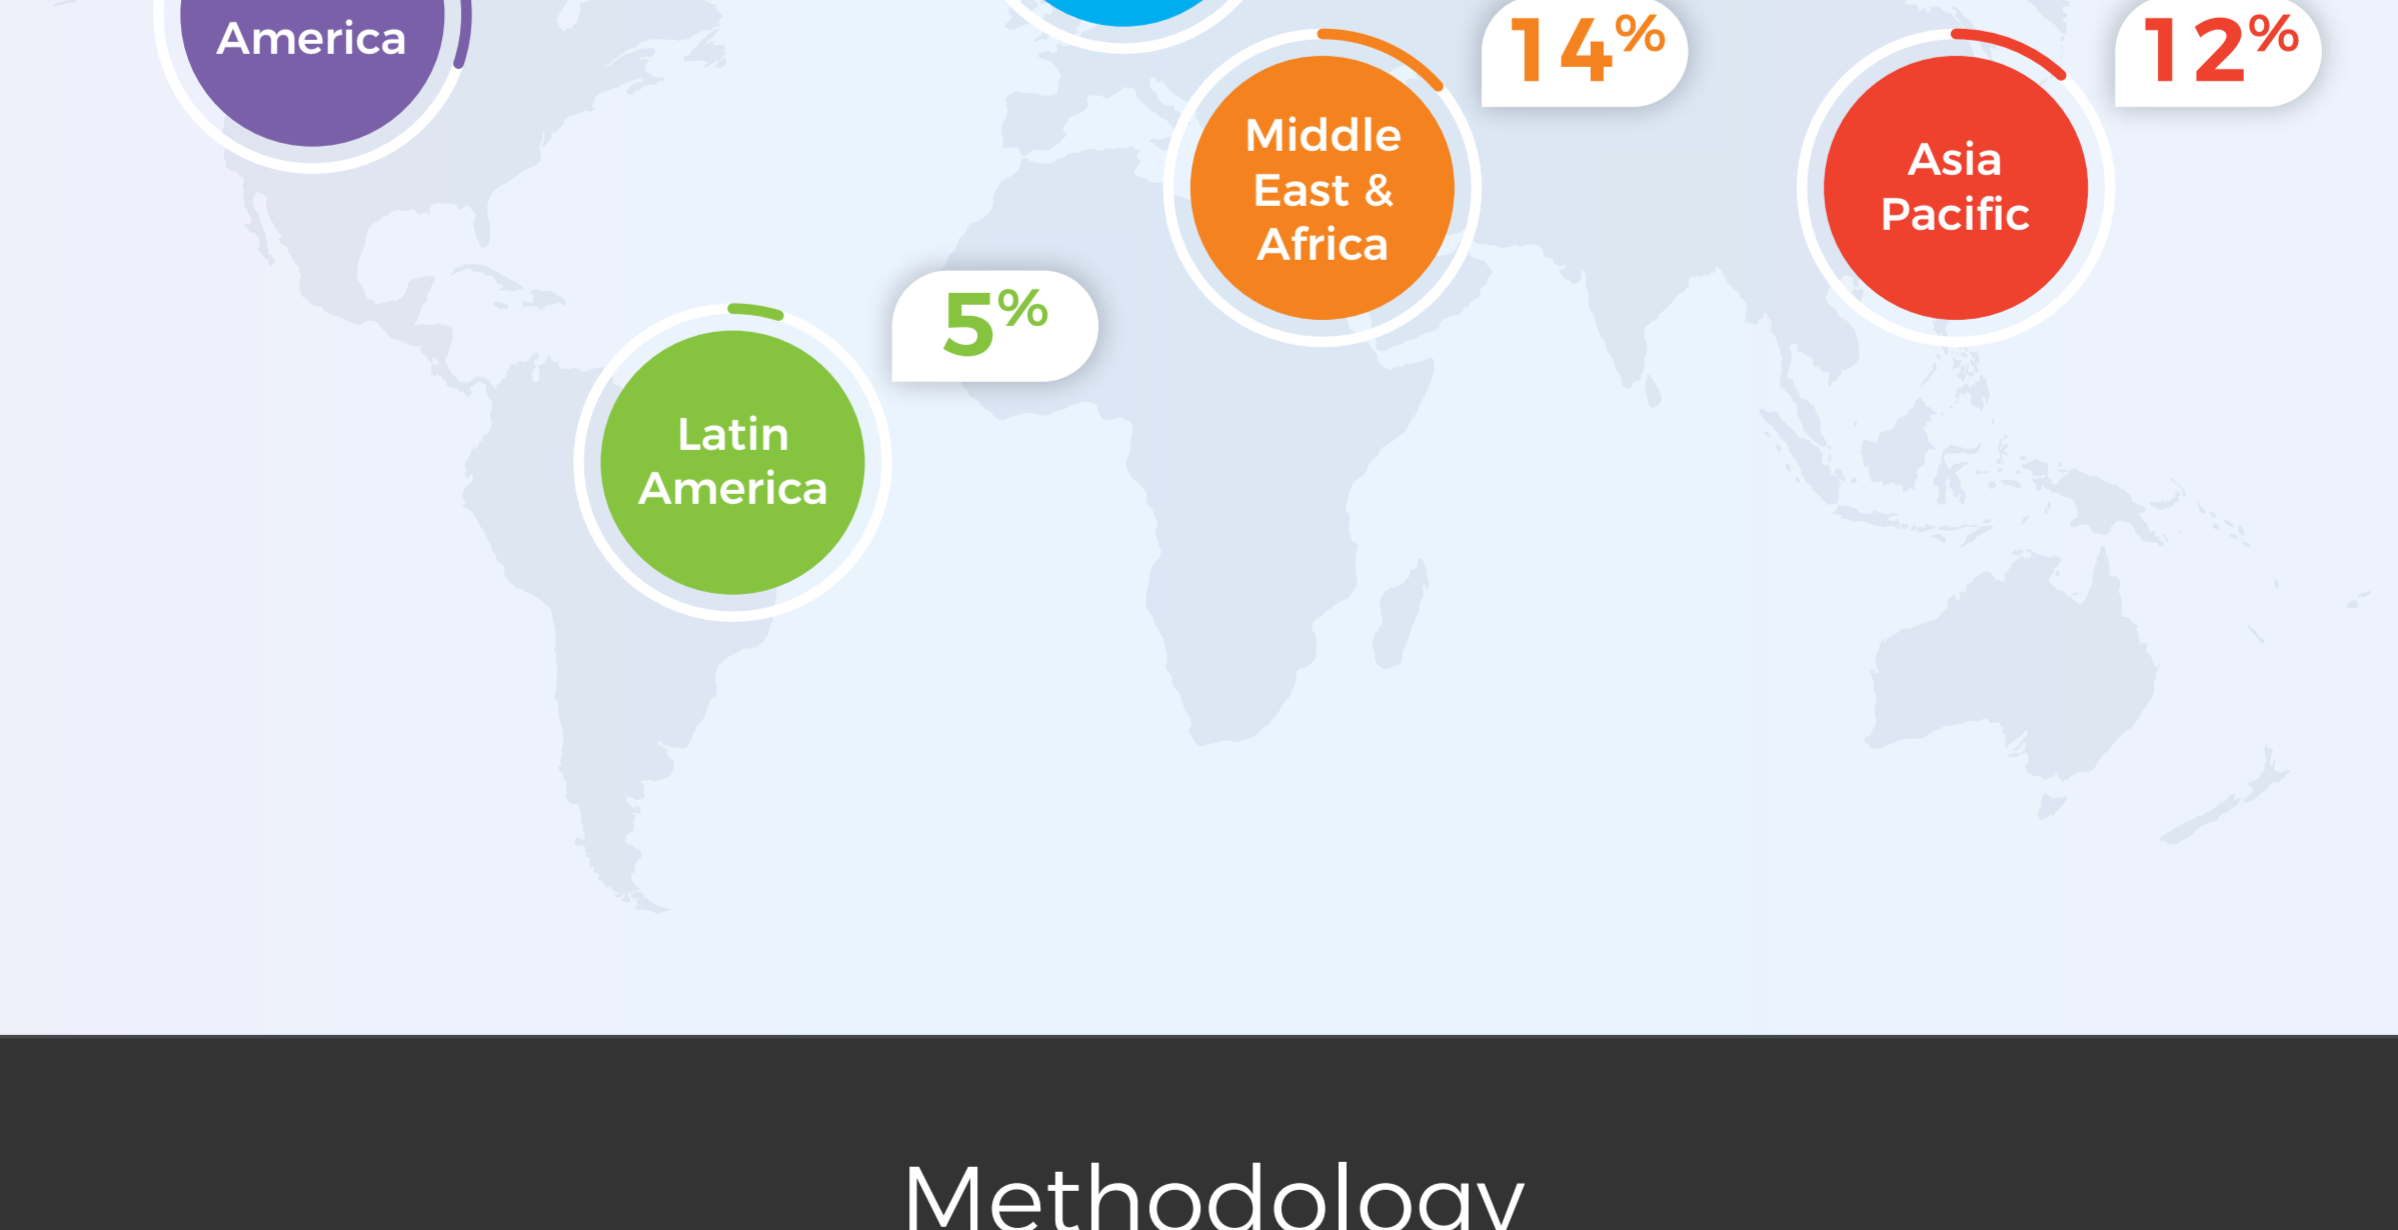 America
14%
12%
Middle
East &
Africa
Asia
Pacific
5%
Latin
America
Methodology